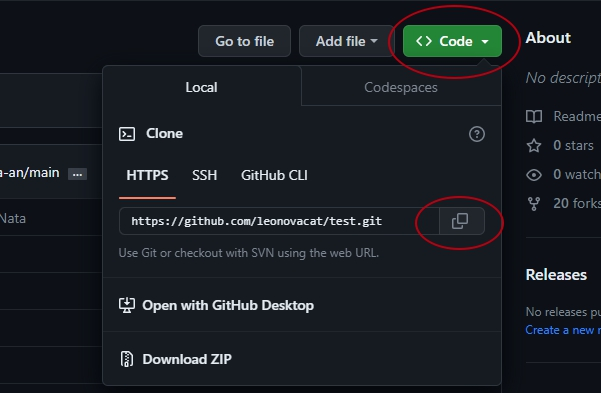 Go to file
Add file
<> Code
About
No descript
Local
Codespaces
Clone
HTTPS
SSH
GitHub CLI
https://github.com/leonovacat/test.git
Use Git or checkout with SVN using the web URL.
Open with GitHub Desktop
Download ZIP
a-an/main ...
Nata
Readme
0 stars
0 watch
20 forks
Releases
No releases pu
Create a new r